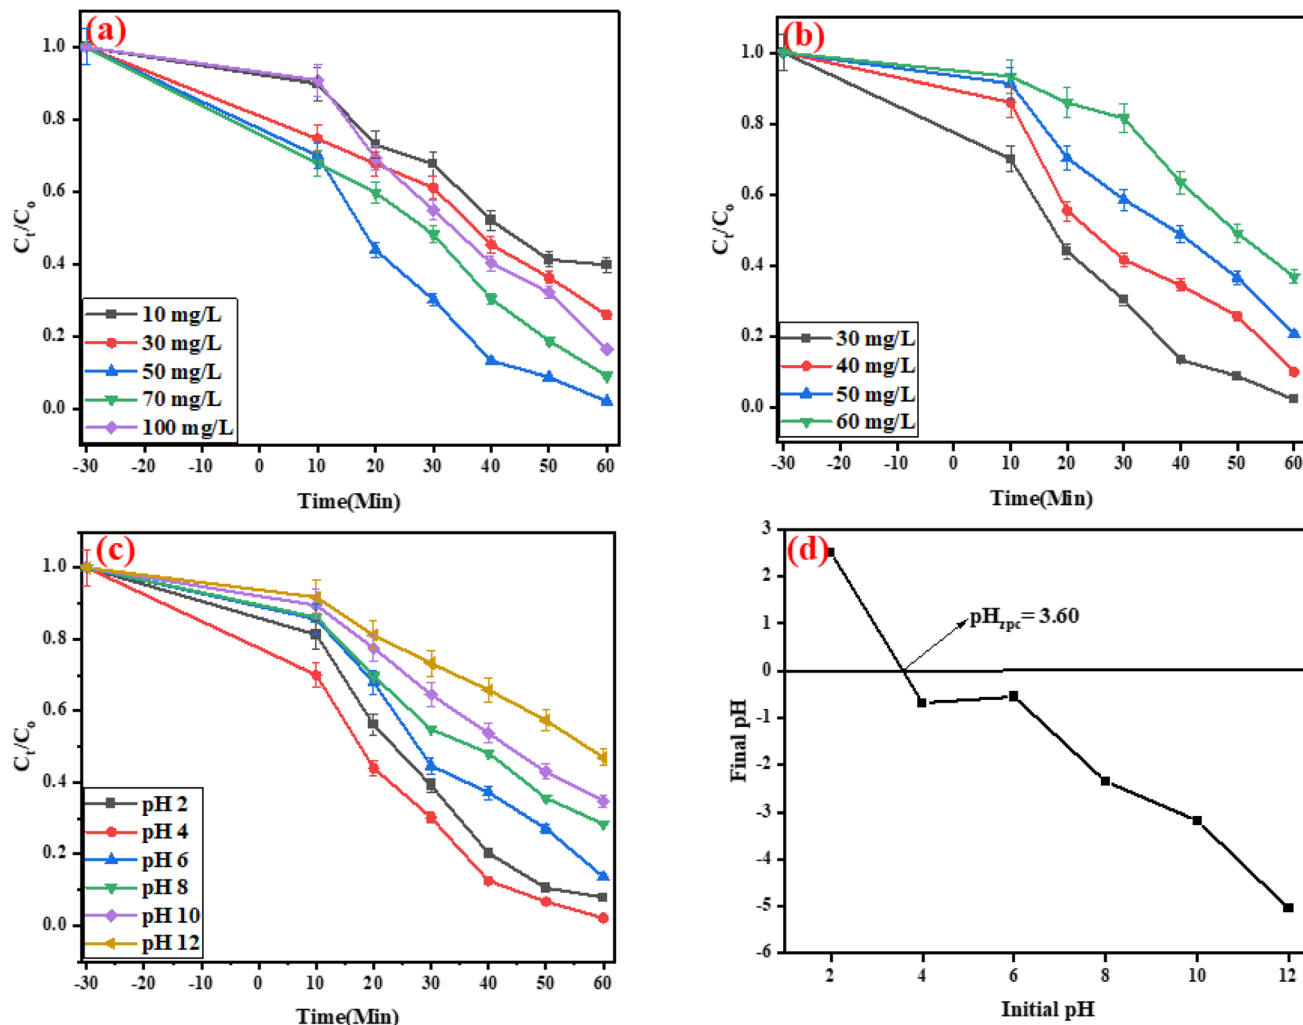 (a)
1.0
0.8
0.6
0.4
0.2
0.0
Ct/Co
10 mg/L
30 mg/L
50 mg/L
70 mg/L
100 mg/L
-30 -20 -10 0 10 20 30 40 50 60
Time(Min)
(b)
1.0
0.8
0.6
0.4
0.2
0.0
Ct/Co
30 mg/L
40 mg/L
50 mg/L
60 mg/L
-30 -20 -10 0 10 20 30 40 50 60
Time(Min)
(c)
1.0
0.8
0.6
0.4
0.2
0.0
Ct/Co
pH 2
pH 4
pH 6
pH 8
pH 10
pH 12
-30 -20 -10 0 10 20 30 40 50 60
Time(Min)
(d)
3
2
1
0
-1
-2
-3
-4
-5
-6
Final pH
pHzpc= 3.60
2 4 6 8 10 12
Initial pH